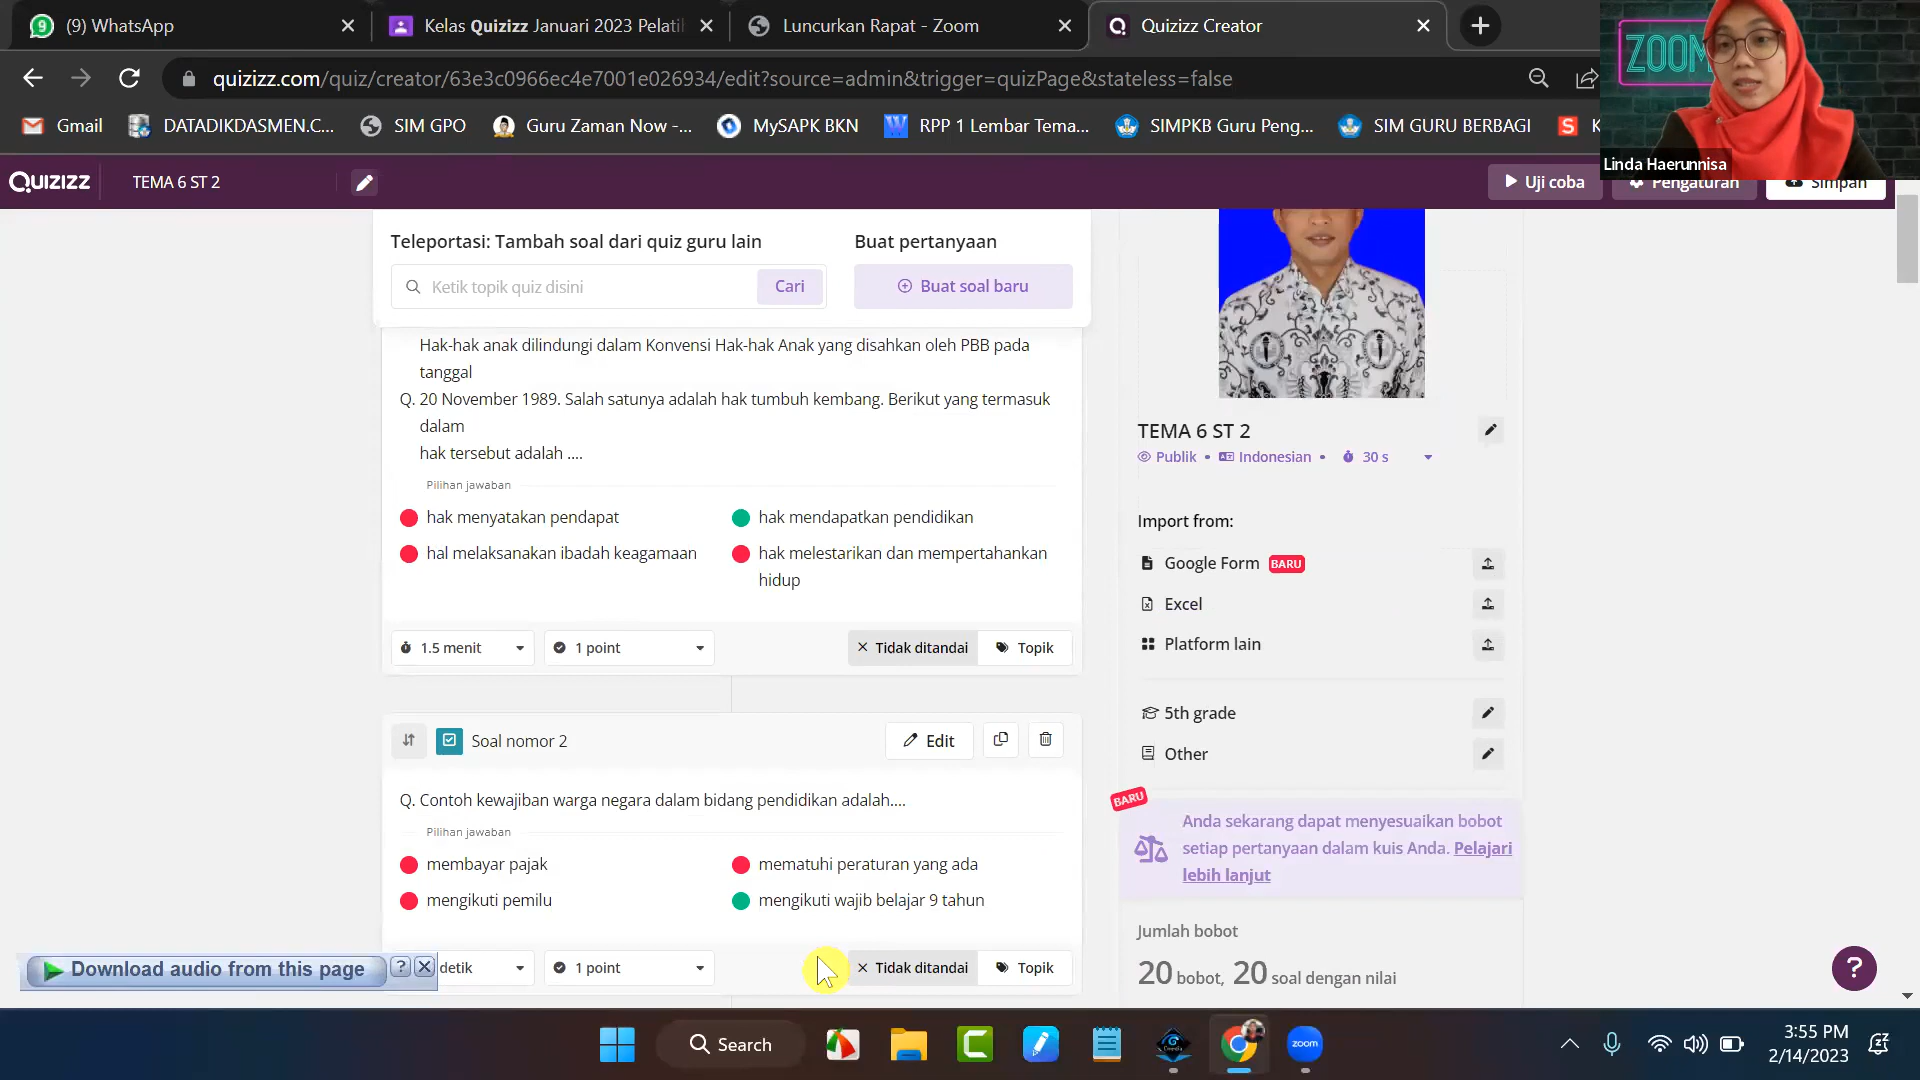 (9) WhatsApp
Kelas Quizizz Januari 2023 Pelati
Luncurkan Rapat - Zoom
Quizizz Creator
quizizz.com/quiz/creator/63e3c0966ec4e7001e026934/edit?source=admin&trigger=quizPage&stateless=false
ZOOM
Gmail
DATADIKDASMEN.C...
SIM GPO
Guru Zaman Now -...
MySAPK BKN
RPP 1 Lembar Tema...
SIMPKB Guru Peng...
SIM GURU BERBAGI
Linda Haerunnisa
QUIZIZZ
TEMA 6 ST 2
Uji coba
Pengaturan
Simpan
Teleportasi: Tambah soal dari quiz guru lain
Buat pertanyaan
Ketik topik quiz disini
Cari
Buat soal baru
Hak-hak anak dilindungi dalam Konvensi Hak-hak Anak yang disahkan oleh PBB pada
tanggal
Q. 20 November 1989. Salah satunya adalah hak tumbuh kembang. Berikut yang termasuk
dalam
hak tersebut adalah ....
Pilihan jawaban
hak menyatakan pendapat
hak mendapatkan pendidikan
hal melaksanakan ibadah keagamaan
hak melestarikan dan mempertahankan
hidup
1.5 menit
1 point
Tidak ditandai
Topik
Soal nomor 2
Edit
Q. Contoh kewajiban warga negara dalam bidang pendidikan adalah....
Pilihan jawaban
membayar pajak
mematuhi peraturan yang ada
mengikuti pemilu
mengikuti wajib belajar 9 tahun
detik
1 point
Tidak ditandai
Topik
TEMA 6 ST 2
Publik • Indonesian • 30 s
Import from:
Google Form BARU
Excel
Platform lain
5th grade
Other
BARU
Anda sekarang dapat menyesuaikan bobot
setiap pertanyaan dalam kuis Anda. Pelajari
lebih lanjut
Jumlah bobot
20 bobot, 20 soal dengan nilai
?
Download audio from this page
?
Search
zoom
3:55 PM
2/14/2023